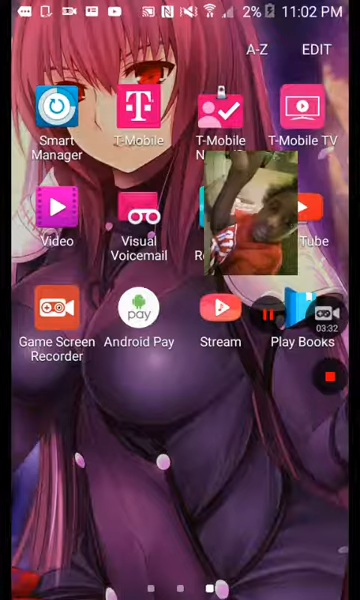 2% 11:02 PM
A-Z EDIT
Smart Manager
T-Mobile
T-Mobile
T-Mobile TV
Video
Visual Voicemail
Tube
Game Screen Recorder
pay
Android Pay
Stream
Play Books
03:32